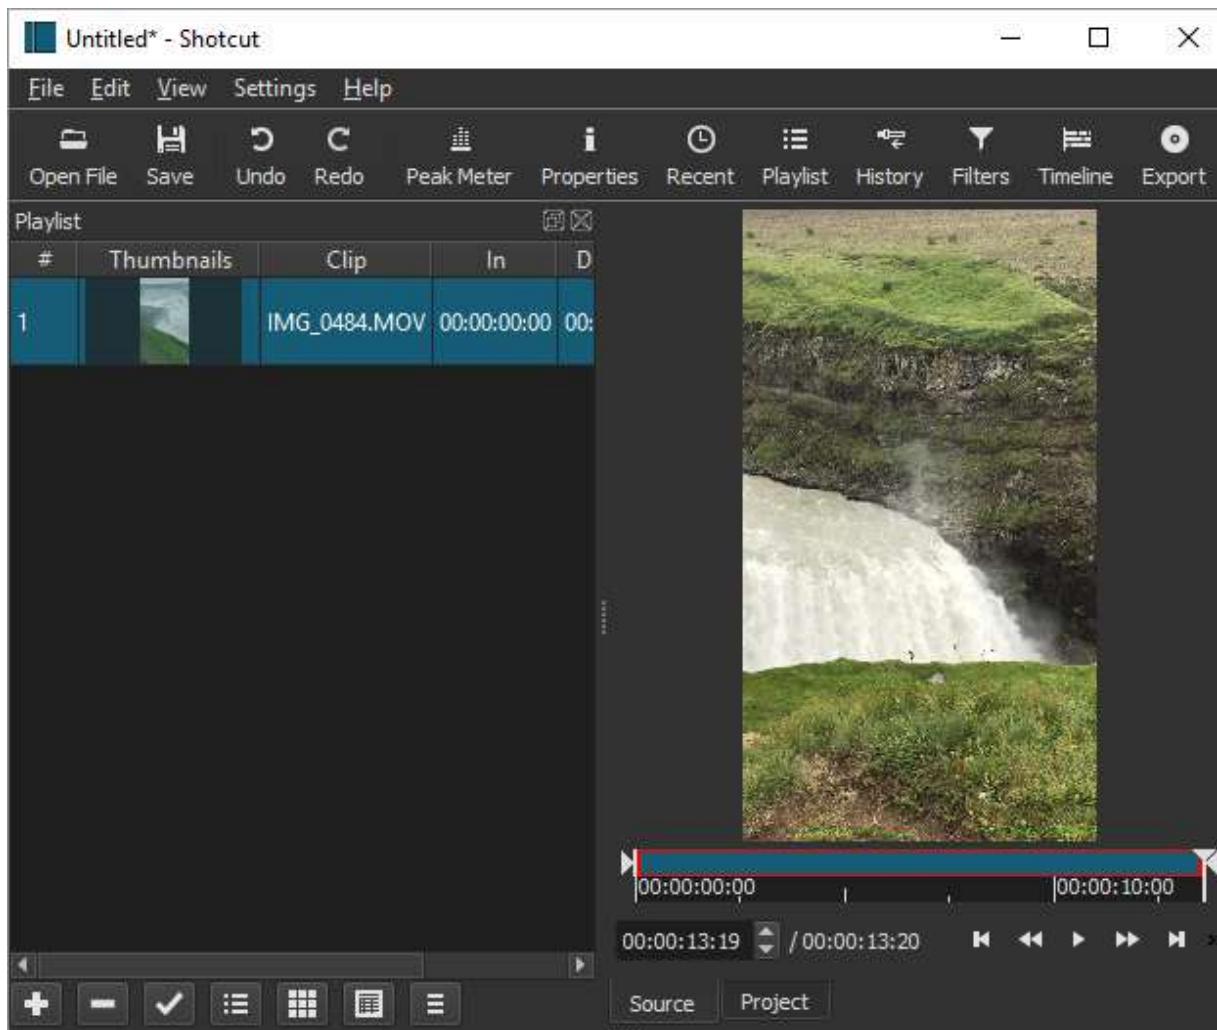 Untitled* - Shotcut
File Edit View Settings Help
Open File Save Undo Redo Peak Meter Properties Recent Playlist History Filters Timeline Export
Playlist
# Thumbnails Clip In D
1 IMG_0484.MOV 00:00:00:00 00:
00:00:00:00 00:00:10:00
00:00:13:19 / 00:00:13:20
Source Project